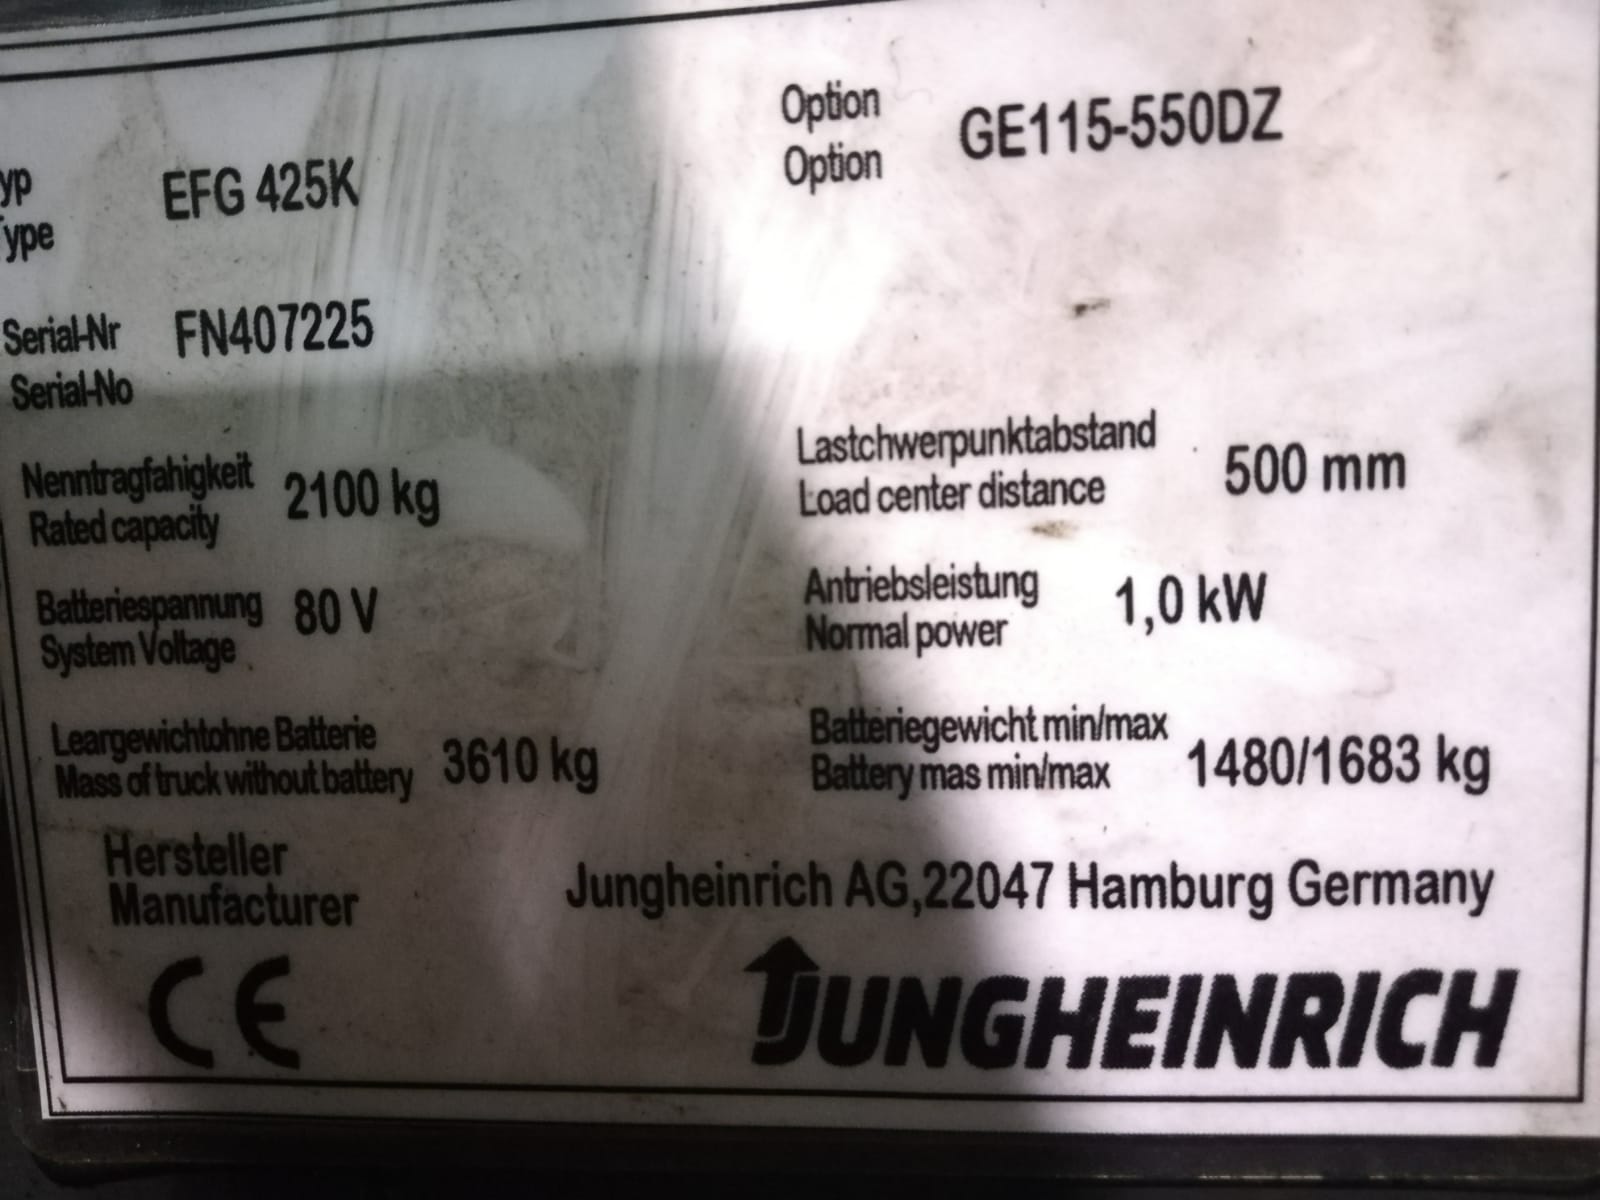 yp
ype
EFG 425K
Option
Option
GE115-550DZ
Serial-Nr
Serial-No
FN407225
Nenntragfahigkeit
Rated capacity
2100 kg
Lastchwerpunktabstand
Load center distance
500 mm
Batteriespannung
System Voltage
80 V
Antriebsleistung
Normal power
1,0 kW
Leargewichtohne Batterie
Mass of truck without battery
3610 kg
Batteriegewicht min/max
Battery mas min/max
1480/1683 kg
Hersteller
Manufacturer
Jungheinrich AG,22047 Hamburg Germany
CE
JUNGHEINRICH